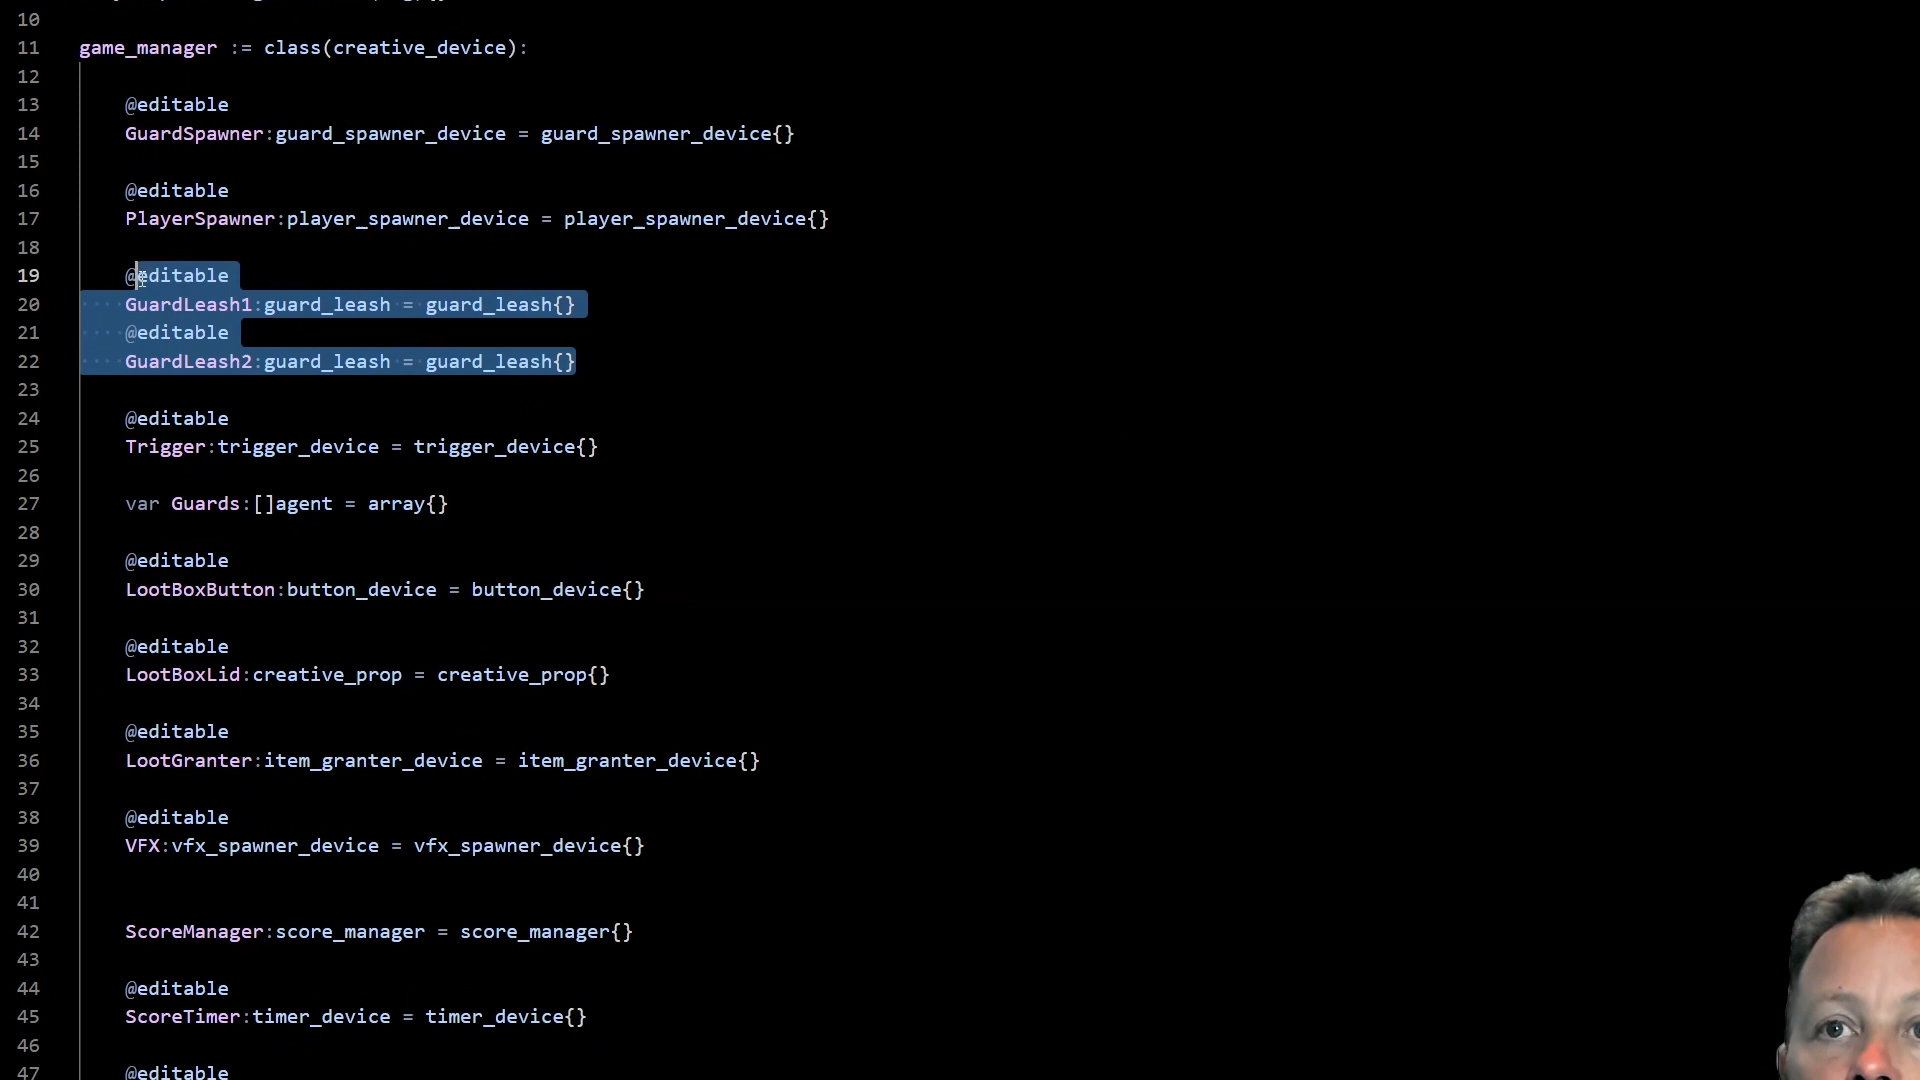 10
11 game_manager := class(creative_device):
12
13 @editable
14 GuardSpawner:guard_spawner_device = guard_spawner_device{}
15
16 @editable
17 PlayerSpawner:player_spawner_device = player_spawner_device{}
18
19 @editable
20 GuardLeash1:guard_leash = guard_leash{}
21 @editable
22 GuardLeash2:guard_leash = guard_leash{}
23
24 @editable
25 Trigger:trigger_device = trigger_device{}
26
27 var Guards:[]agent = array{}
28
29 @editable
30 LootBoxButton:button_device = button_device{}
31
32 @editable
33 LootBoxLid:creative_prop = creative_prop{}
34
35 @editable
36 LootGranter:item_granter_device = item_granter_device{}
37
38 @editable
39 VFX:vfx_spawner_device = vfx_spawner_device{}
40
41
42 ScoreManager:score_manager = score_manager{}
43
44 @editable
45 ScoreTimer:timer_device = timer_device{}
46
47 @editable